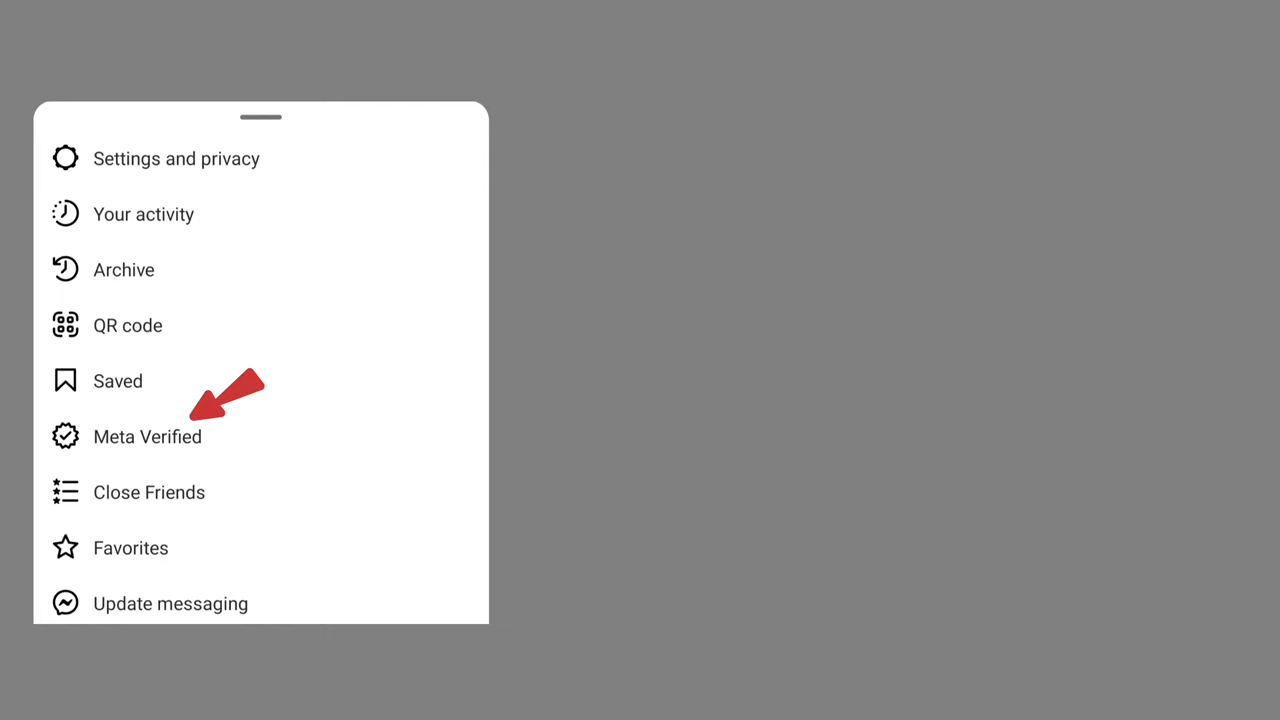 Settings and privacy
Your activity
Archive
QR code
Saved
Meta Verified
Close Friends
Favorites
Update messaging